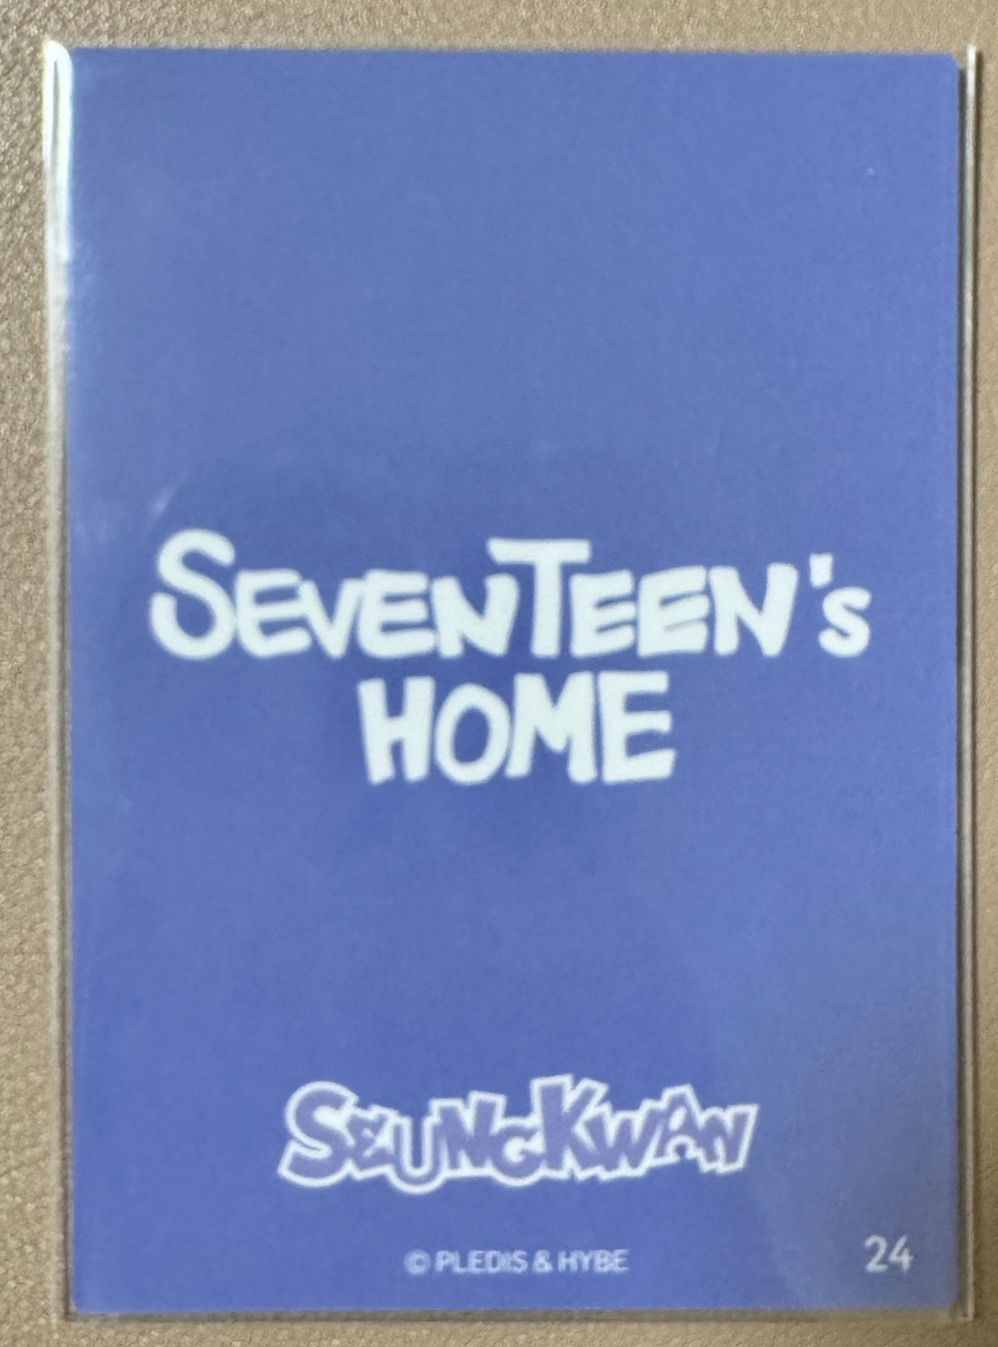 SEVENTEEN's
HOME
SEUNGKWAN
© PLEDIS & HYBE
24